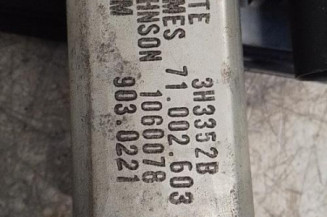 TE 3H3352B
MES 71.002.603
HNSON 1060078
M 903.0221